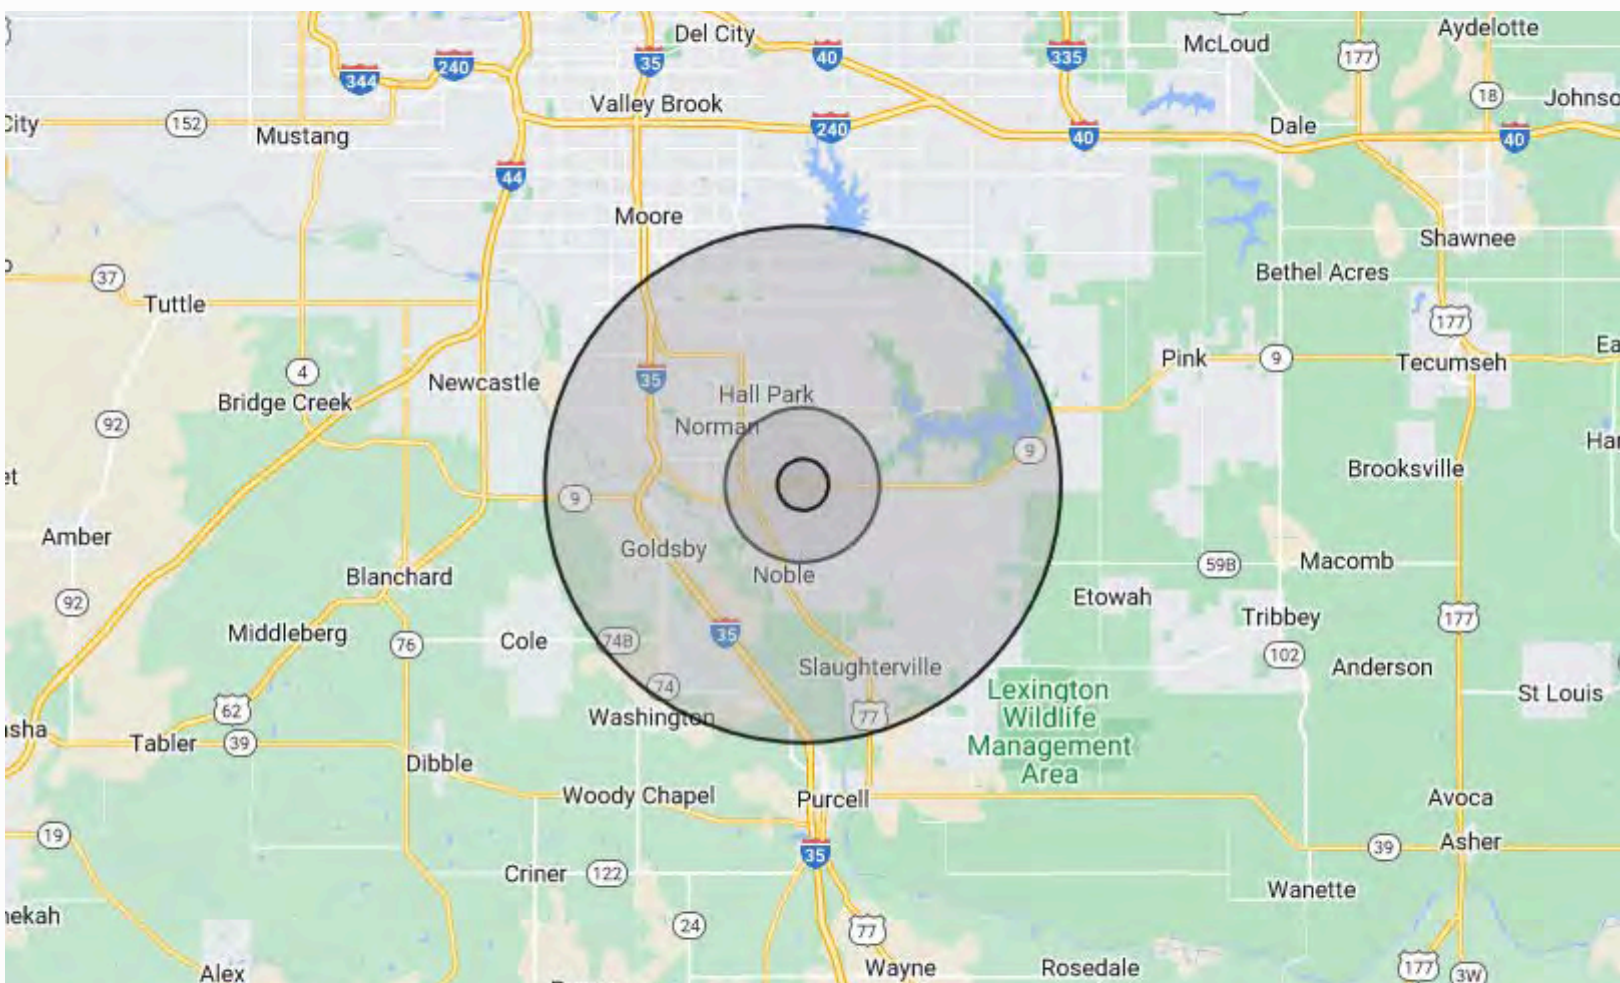 Del City
McLoud
Aydelotte
35
40
335
177
344
240
Valley Brook
18
Johnso
City
152
Mustang
240
40
Dale
40
44
Moore
Shawnee
37
Tuttle
Bethel Acres
177
4
Newcastle
35
Hall Park
Pink
9
Tecumseh
Ea
Bridge Creek
92
Norman
9
Har
et
Brooksville
9
Amber
Goldsby
Noble
59B
Macomb
Blanchard
92
Etowah
Tribbey
177
Middleberg
76
Cole
74B
35
102
Slaughterville
Anderson
74
Lexington
Wildlife
Management
Area
St Louis
62
Washington
77
asha
Tabler
39
Dibble
Woody Chapel
Purcell
Avoca
19
35
39
Asher
Criner
122
Wanette
nekah
24
77
Alex
Wayne
Rosedale
177
3W